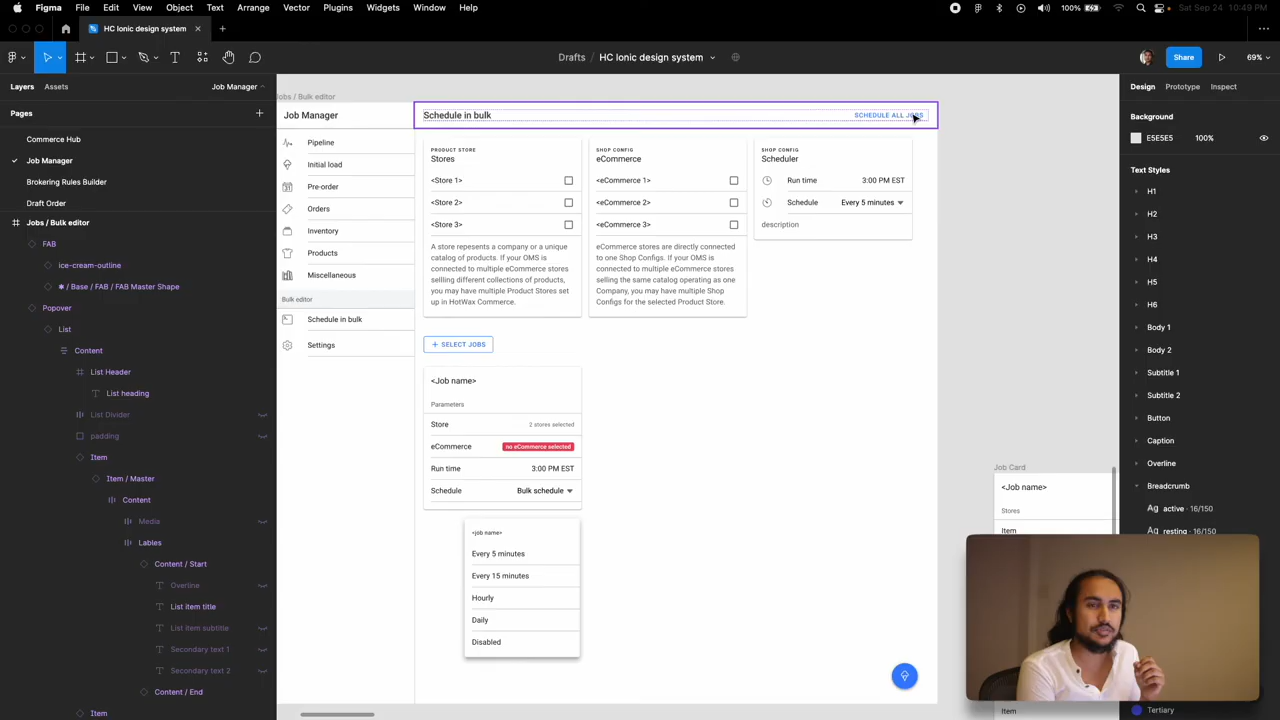 Figma
File
Edit
View
Object
Text
Arrange
Vector
Plugins
Widgets
Window
Help
100%
Sat Sep 24 10:49 PM
HC Ionic design system
Drafts / HC Ionic design system
Share
69%
Layers
Assets
Job Manager
Design
Prototype
Inspect
Pages
Commerce Hub
Job Manager
Brokering Rules Builder
Draft Order
Jobs / Bulk editor
FAB
ice-cream-outline
✱ / Base / FAB / FAB Master Shape
Popover
List
Content
List Header
List heading
List Divider
padding
Item
Item / Master
Content
Media
Lables
Content / Start
Overline
List item title
List item subtitle
Secondary text 1
Secondary text 2
Content / End
Item
Jobs / Bulk editor
Job Manager
Pipeline
Initial load
Pre-order
Orders
Inventory
Products
Miscellaneous
Bulk editor
Schedule in bulk
Settings
Schedule in bulk
SCHEDULE ALL JOBS
PRODUCT STORE
Stores
<Store 1>
<Store 2>
<Store 3>
A store repesents a company or a unique
catalog of products. If your OMS is
connected to multiple eCommerce stores
sellling different collections of products,
you may have multiple Product Stores set
up in HotWax Commerce.
SHOP CONFIG
eCommerce
<eCommerce 1>
<eCommerce 2>
<eCommerce 3>
eCommerce stores are directly connected
to one Shop Configs. If your OMS is
connected to multiple eCommerce stores
selling the same catalog operating as one
Company, you may have multiple Shop
Configs for the selected Product Store.
SHOP CONFIG
Scheduler
Run time 3:00 PM EST
Schedule Every 5 minutes
description
+ SELECT JOBS
<Job name>
Parameters
Store 2 stores selected
eCommerce no eCommerce selected
Run time 3:00 PM EST
Schedule Bulk schedule
<job name>
Every 5 minutes
Every 15 minutes
Hourly
Daily
Disabled
Job Card
<Job name>
Stores
Item
Item
Background
E5E5E5 100%
Text Styles
H1
H2
H3
H4
H5
H6
Body 1
Body 2
Subtitle 1
Subtitle 2
Button
Caption
Overline
Breadcrumb
Ag active · 16/150
Ag resting · 16/150
Tertiary